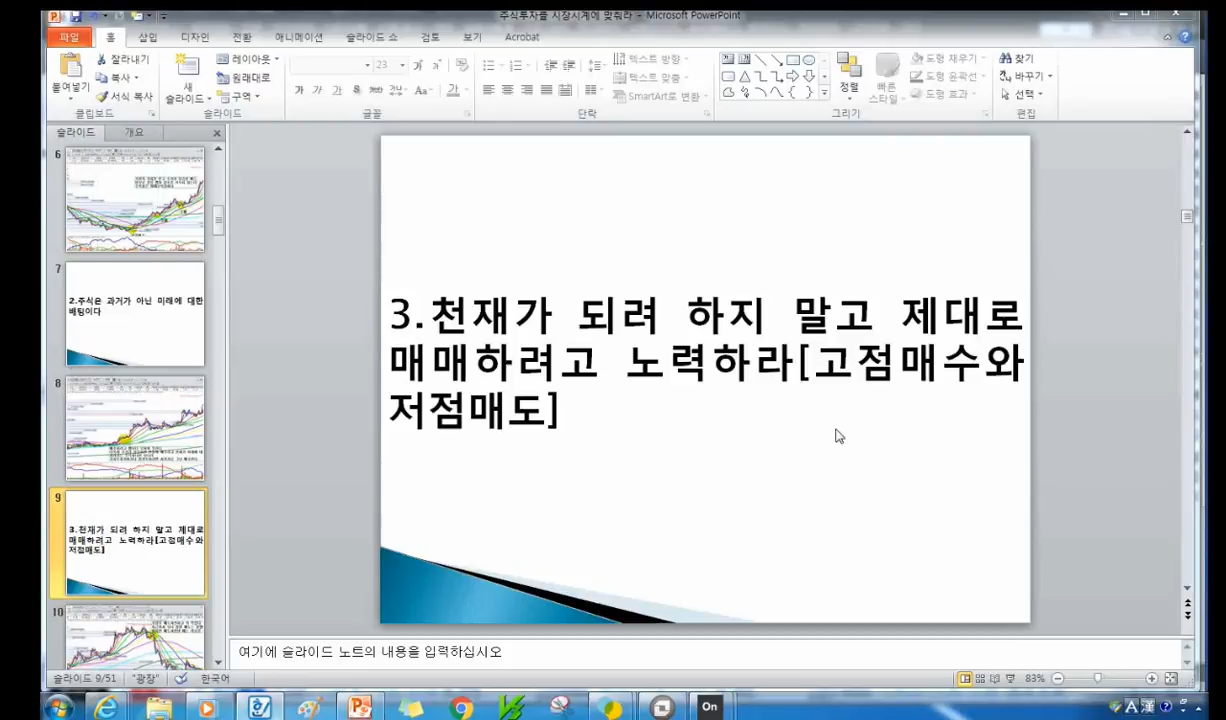 주식투자를 시장시계에 맞춰라 - Microsoft PowerPoint
파일 홈 삽입 디자인 전환 애니메이션 슬라이드 쇼 검토 보기 Acrobat
잘라내기 레이아웃 23 텍스트 방향 도형 채우기 찾기
붙여넣기 복사 새 원래대로 텍스트 맞춤 정렬 빠른 도형 윤곽선 바꾸기
서식 복사 슬라이드 구역 가 가 가 SmartArt로 변환 스타일 도형 효과 선택
클립보드 슬라이드 글꼴 단락 그리기 편집
슬라이드 개요
6
7
2.주식은 과거가 아닌 미래에 대한
배팅이다
8
9
3.천재가 되려 하지 말고 제대로
매매하려고 노력하라[고점매수와
저점매도]
10
3.천재가 되려 하지 말고 제대로
매매하려고 노력하라[고점매수와
저점매도]
여기에 슬라이드 노트의 내용을 입력하십시오
슬라이드 9/51 "광장" 한국어 83%
On A 漢